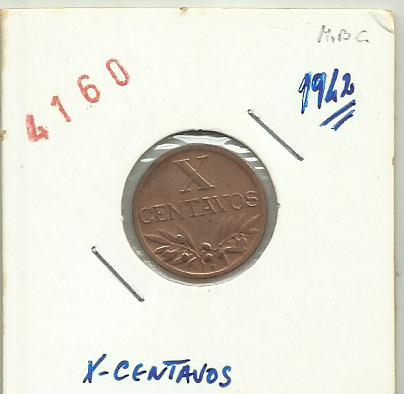 M.B.C.
4160
1942
X
CENTAVOS
X-CENTAVOS